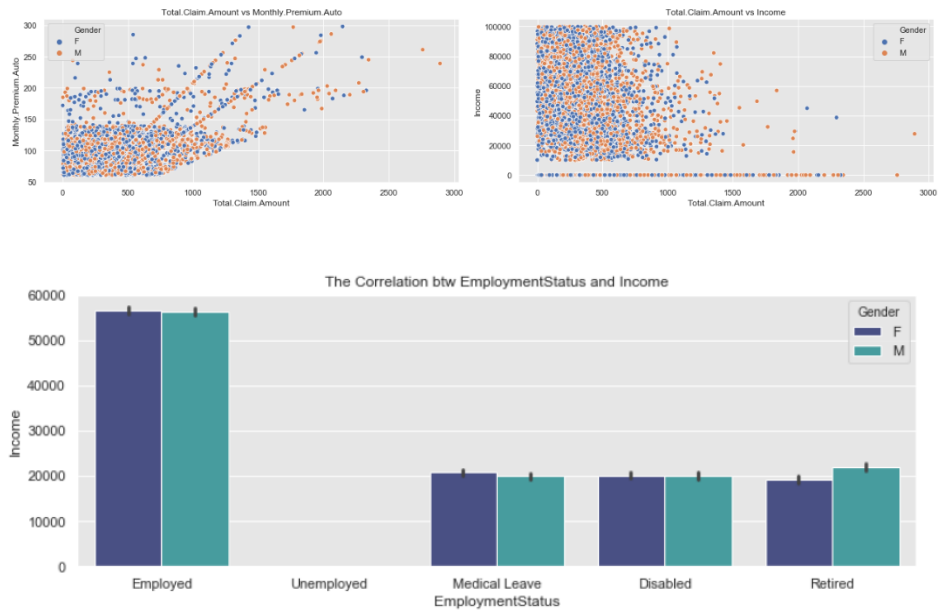 Total.Claim.Amount vs Monthly.Premium.Auto
Monthly.Premium.Auto
300
250
200
150
100
50
Gender
F
M
0 500 1000 1500 2000 2500 3000
Total.Claim.Amount
Total.Claim.Amount vs Income
Income
100000
80000
60000
40000
20000
0
Gender
F
M
0 500 1000 1500 2000 2500 3000
Total.Claim.Amount
The Correlation btw EmploymentStatus and Income
Income
60000
50000
40000
30000
20000
10000
0
Gender
F
M
Employed Unemployed Medical Leave Disabled Retired
EmploymentStatus